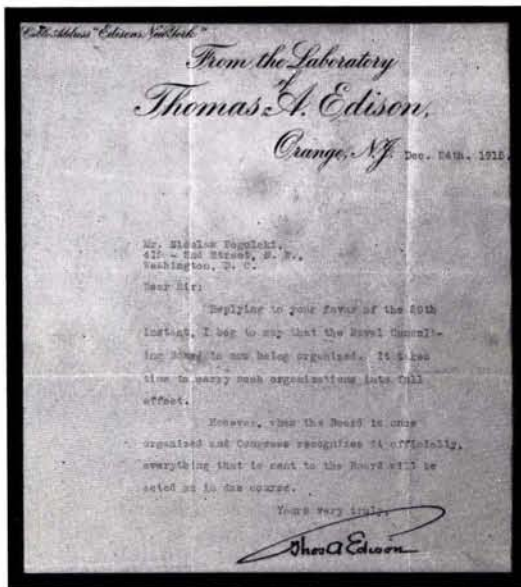 Cable Address "Edison, New York"
From the Laboratory
of
Thomas A. Edison,
Orange, N.J. Dec. 24th. 1915.
Mr. Nicolas
Washington, D. C.
Dear Sir:
Replying to your favor of the 20th
instant, I beg to say that the Naval Consult-
ing Board is now being organized. It takes
time to carry such organizations into full
effect.
However, when the Board is once
organized and Congress recognizes it officially,
everything that is sent to the Board will be
acted on in due course.
Yours very truly,
Thos A Edison